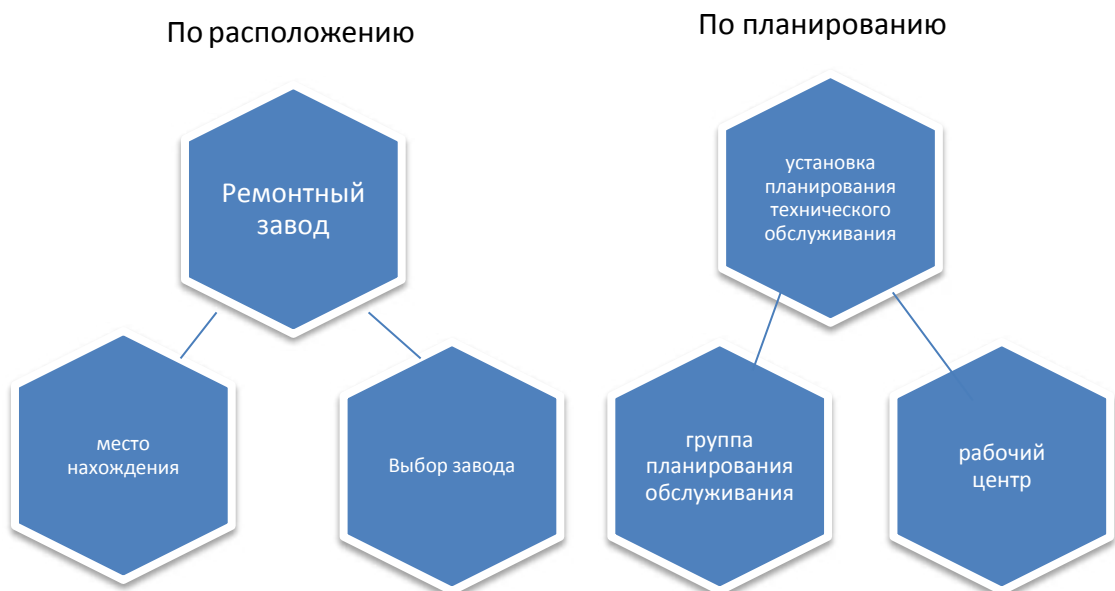 По расположению
По планированию
Ремонтный
завод
установка
планирования
технического
обслуживания
место
нахождения
Выбор завода
группа
планирования
обслуживания
рабочий
центр